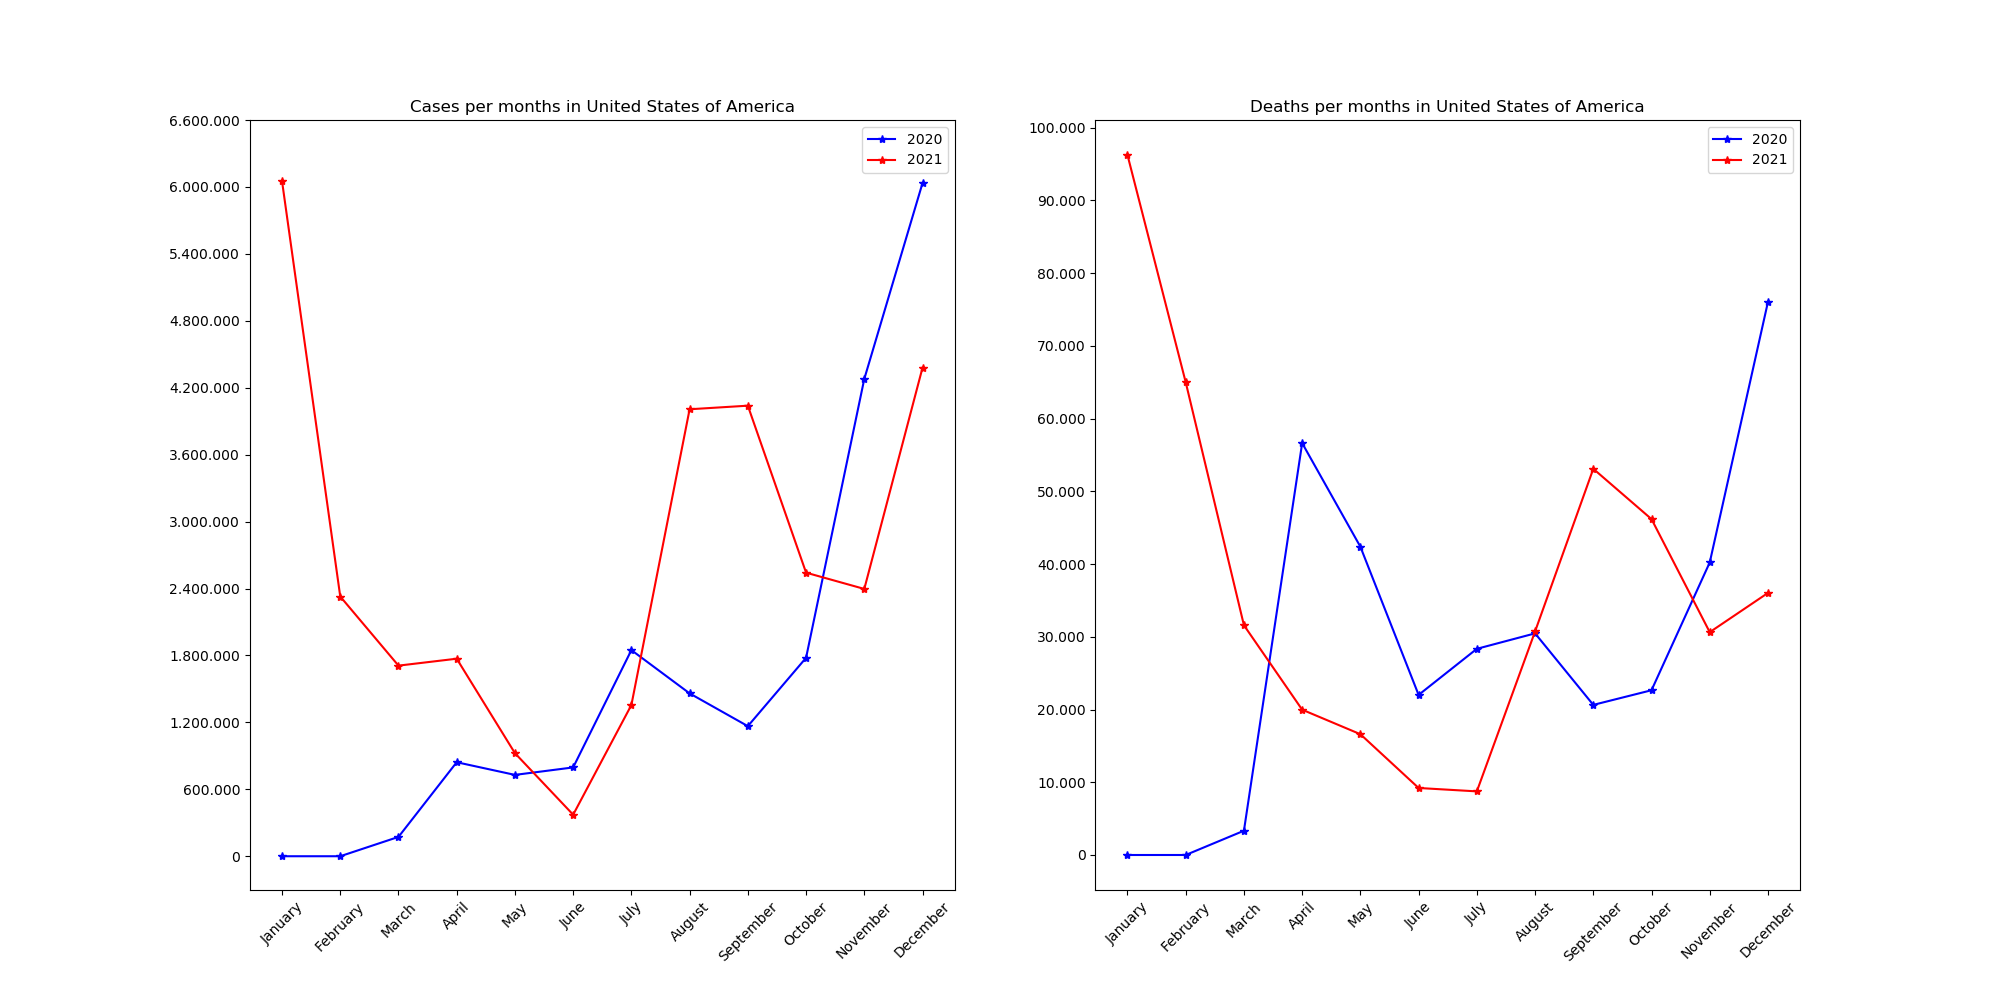 Cases per months in United States of America
6.600.000
6.000.000
5.400.000
4.800.000
4.200.000
3.600.000
3.000.000
2.400.000
1.800.000
1.200.000
600.000
0
2020
2021
January
February
March
April
May
June
July
August
September
October
November
December
Deaths per months in United States of America
100.000
90.000
80.000
70.000
60.000
50.000
40.000
30.000
20.000
10.000
0
2020
2021
January
February
March
April
May
June
July
August
September
October
November
December